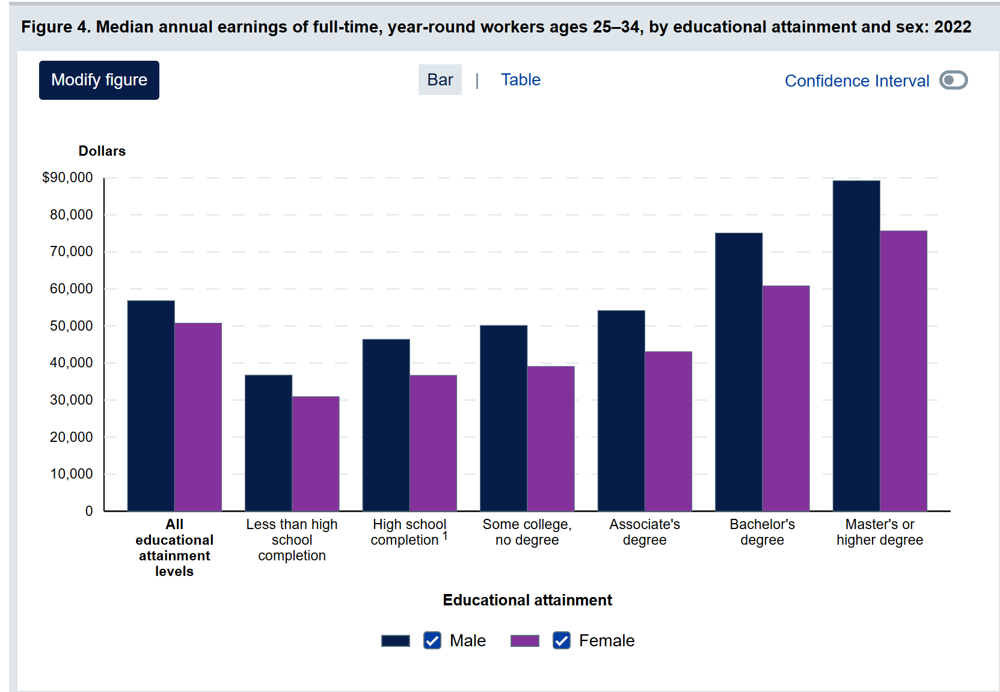 Figure 4. Median annual earnings of full-time, year-round workers ages 25–34, by educational attainment and sex: 2022
Modify figure
Bar | Table
Confidence Interval
Dollars
$90,000
80,000
70,000
60,000
50,000
40,000
30,000
20,000
10,000
0
All
educational
attainment
levels
Less than high
school
completion
High school
completion 1
Some college,
no degree
Associate's
degree
Bachelor's
degree
Master's or
higher degree
Educational attainment
Male
Female